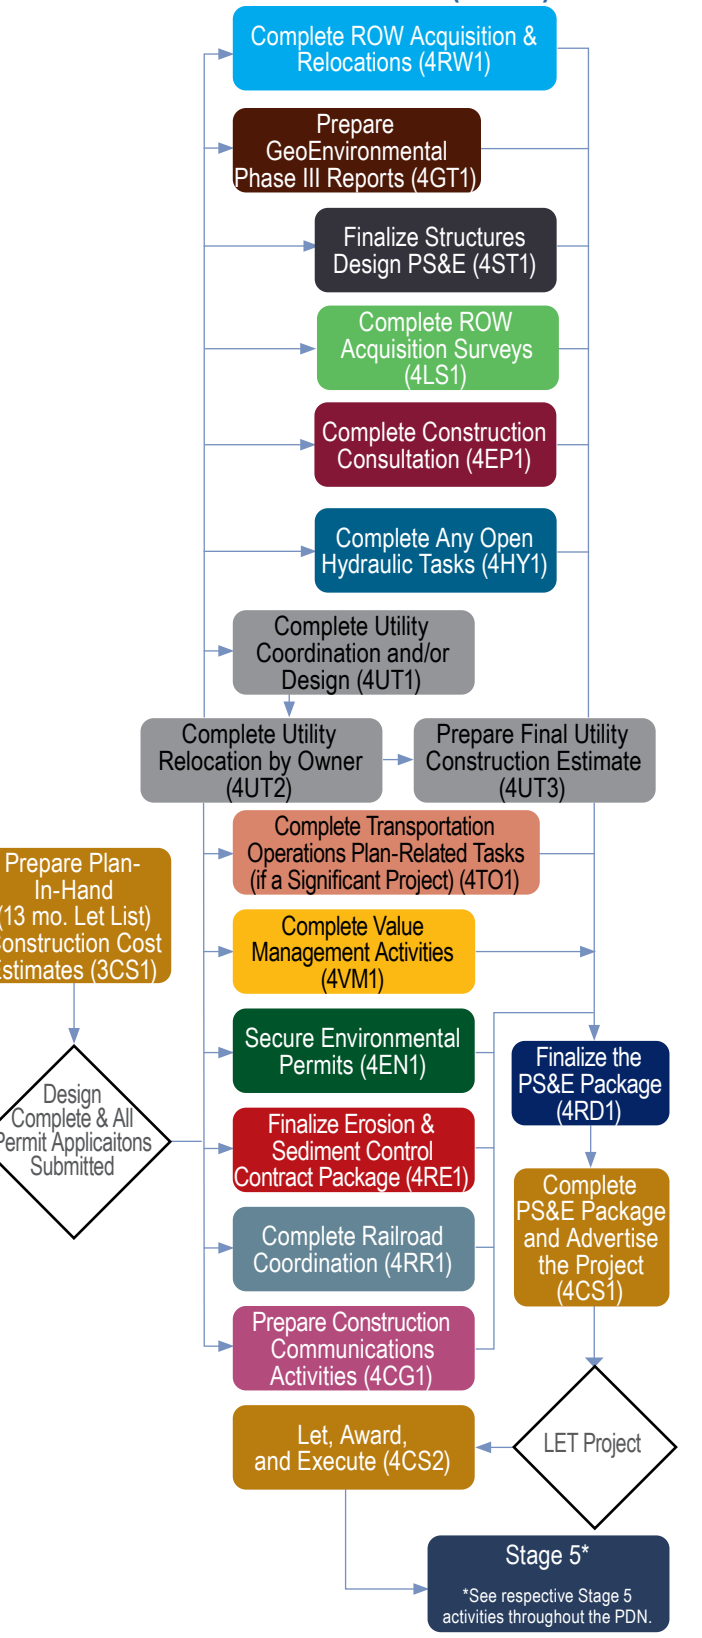 Complete ROW Acquisition &
Relocations (4RW1)
Prepare
GeoEnvironmental
Phase III Reports (4GT1)
Finalize Structures
Design PS&E (4ST1)
Complete ROW
Acquisition Surveys
(4LS1)
Complete Construction
Consultation (4EP1)
Complete Any Open
Hydraulic Tasks (4HY1)
Complete Utility
Coordination and/or
Design (4UT1)
Complete Utility
Relocation by Owner
(4UT2)
Prepare Final Utility
Construction Estimate
(4UT3)
Complete Transportation
Operations Plan-Related Tasks
(if a Significant Project) (4TO1)
Prepare Plan-
In-Hand
(13 mo. Let List)
Construction Cost
Estimates (3CS1)
Complete Value
Management Activities
(4VM1)
Secure Environmental
Permits (4EN1)
Finalize the
PS&E Package
(4RD1)
Design
Complete & All
Permit Applicaitons
Submitted
Finalize Erosion &
Sediment Control
Contract Package (4RE1)
Complete
PS&E Package
and Advertise
the Project
(4CS1)
Complete Railroad
Coordination (4RR1)
Prepare Construction
Communications
Activities (4CG1)
LET Project
Let, Award,
and Execute (4CS2)
Stage 5*
*See respective Stage 5
activities throughout the PDN.